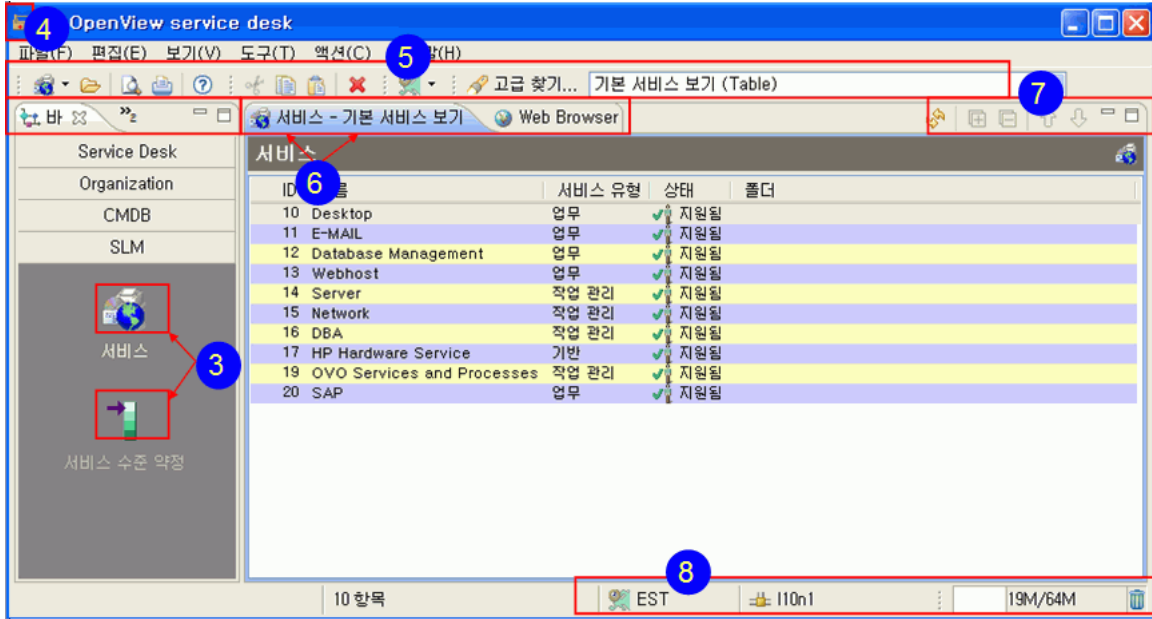 4 OpenView service desk
파일(F) 편집(E) 보기(V) 도구(T) 액션(C) (H)
5
고급 찾기... 기본 서비스 보기 (Table)
7
바 »2 서비스 - 기본 서비스 보기 Web Browser
Service Desk
Organization
CMDB
SLM
서비스
서비스 수준 약정
3
서비스
6
ID 서비스 유형 상태 폴더
10 Desktop 업무 지원됨
11 E-MAIL 업무 지원됨
12 Database Management 업무 지원됨
13 Webhost 업무 지원됨
14 Server 작업 관리 지원됨
15 Network 작업 관리 지원됨
16 DBA 작업 관리 지원됨
17 HP Hardware Service 기반 지원됨
19 OVO Services and Processes 작업 관리 지원됨
20 SAP 업무 지원됨
8
10 항목 EST l10n1 19M/64M